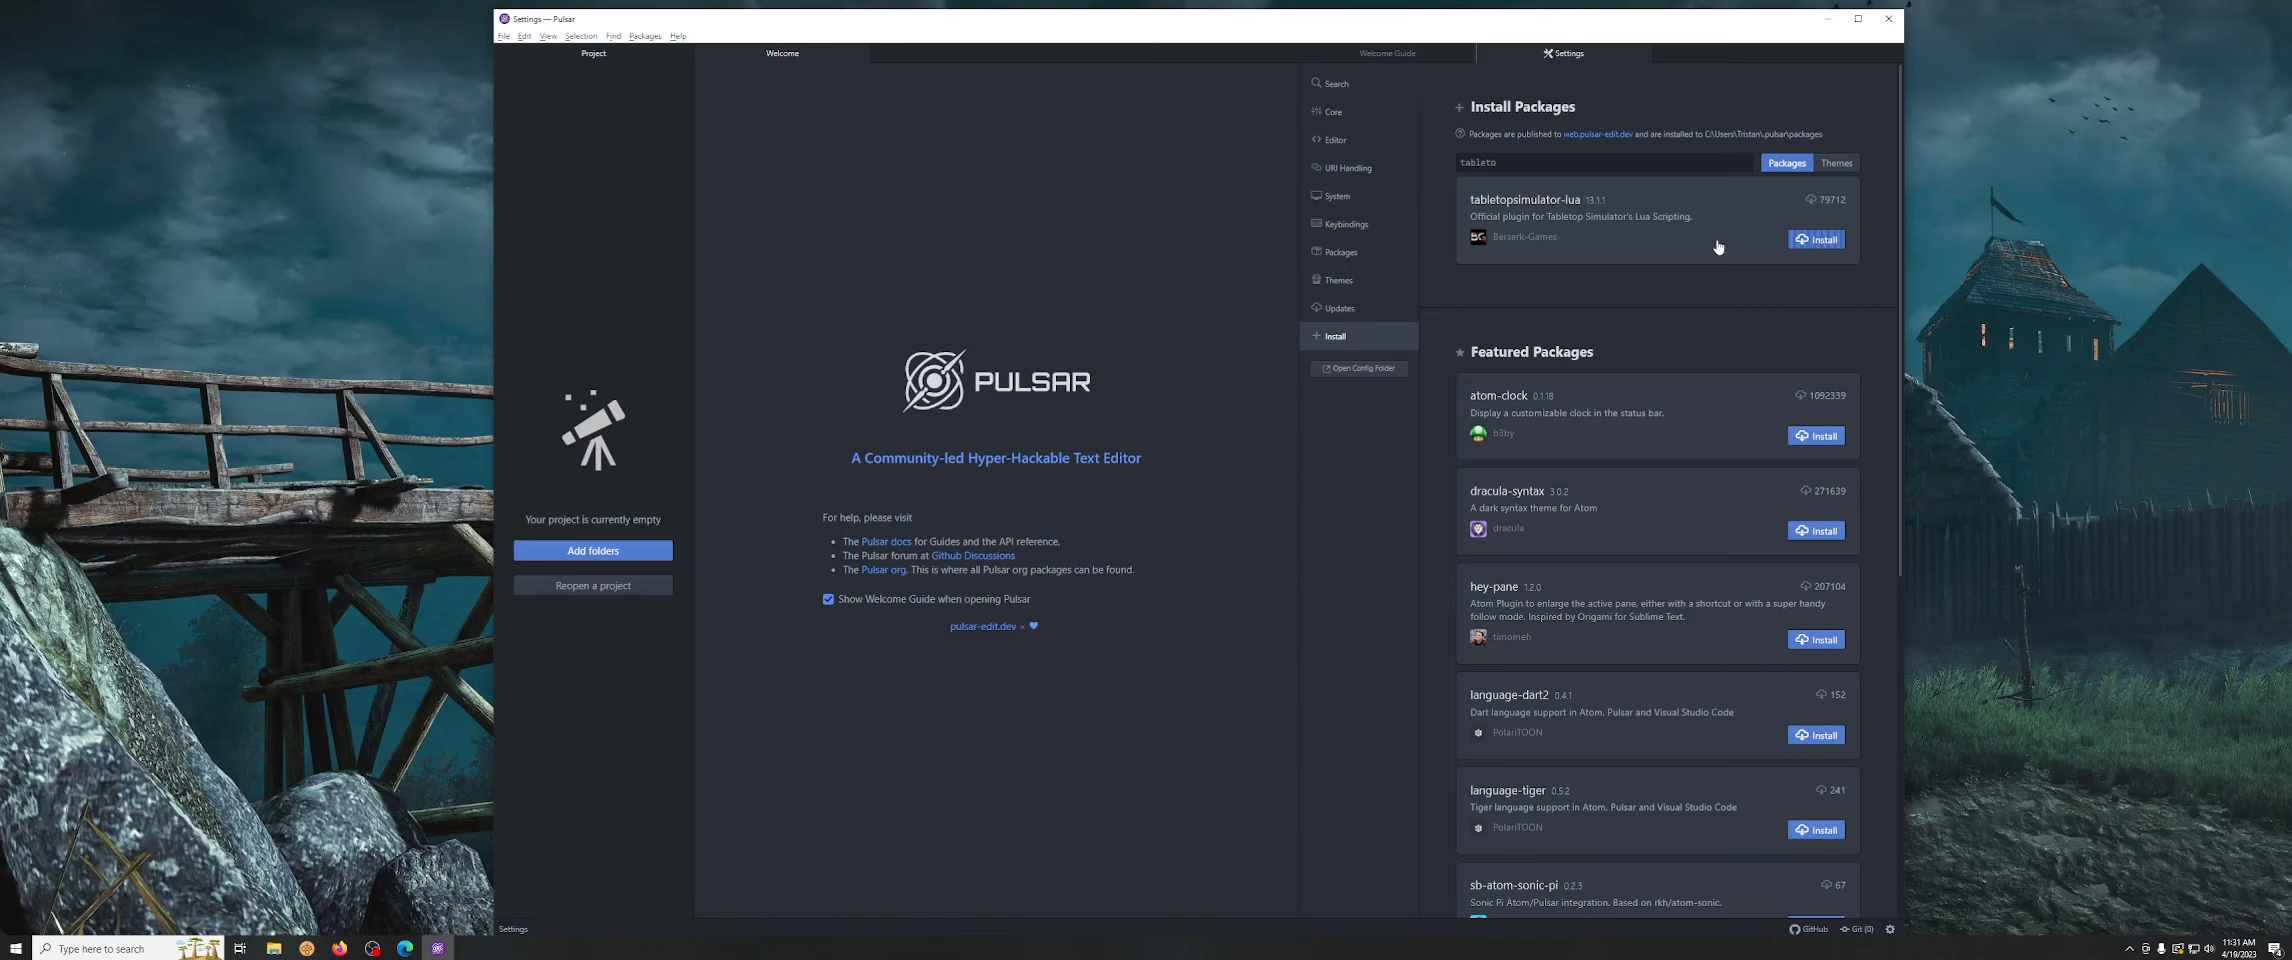 Settings — Pulsar
File Edit View Selection Find Packages Help
Project
Welcome
Welcome Guide
Settings
Your project is currently empty
Add folders
Reopen a project
PULSAR
A Community-led Hyper-Hackable Text Editor
For help, please visit
• The Pulsar docs for Guides and the API reference.
• The Pulsar forum at Github Discussions
• The Pulsar org. This is where all Pulsar org packages can be found.
Show Welcome Guide when opening Pulsar
pulsar-edit.dev ×
Search
Core
Editor
URI Handling
System
Keybindings
Packages
Themes
Updates
Install
Open Config Folder
Install Packages
Packages are published to web.pulsar-edit.dev and are installed to C:\Users\Tristan\.pulsar\packages
tableto
Packages Themes
tabletopsimulator-lua 13.1.1 79712
Official plugin for Tabletop Simulator's Lua Scripting.
BG Berserk-Games Install
Featured Packages
atom-clock 0.1.18 1092339
Display a customizable clock in the status bar.
b3by Install
dracula-syntax 3.0.2 271639
A dark syntax theme for Atom
dracula Install
hey-pane 1.2.0 207104
Atom Plugin to enlarge the active pane, either with a shortcut or with a super handy
follow mode. Inspired by Origami for Sublime Text.
timomeh Install
language-dart2 0.4.1 152
Dart language support in Atom, Pulsar and Visual Studio Code
PolariTOON Install
language-tiger 0.5.2 241
Tiger language support in Atom, Pulsar and Visual Studio Code
PolariTOON Install
sb-atom-sonic-pi 0.2.3 67
Sonic Pi Atom/Pulsar integration. Based on rkh/atom-sonic.
Settings
GitHub Git (0)
Type here to search
11:31 AM
4/19/2023